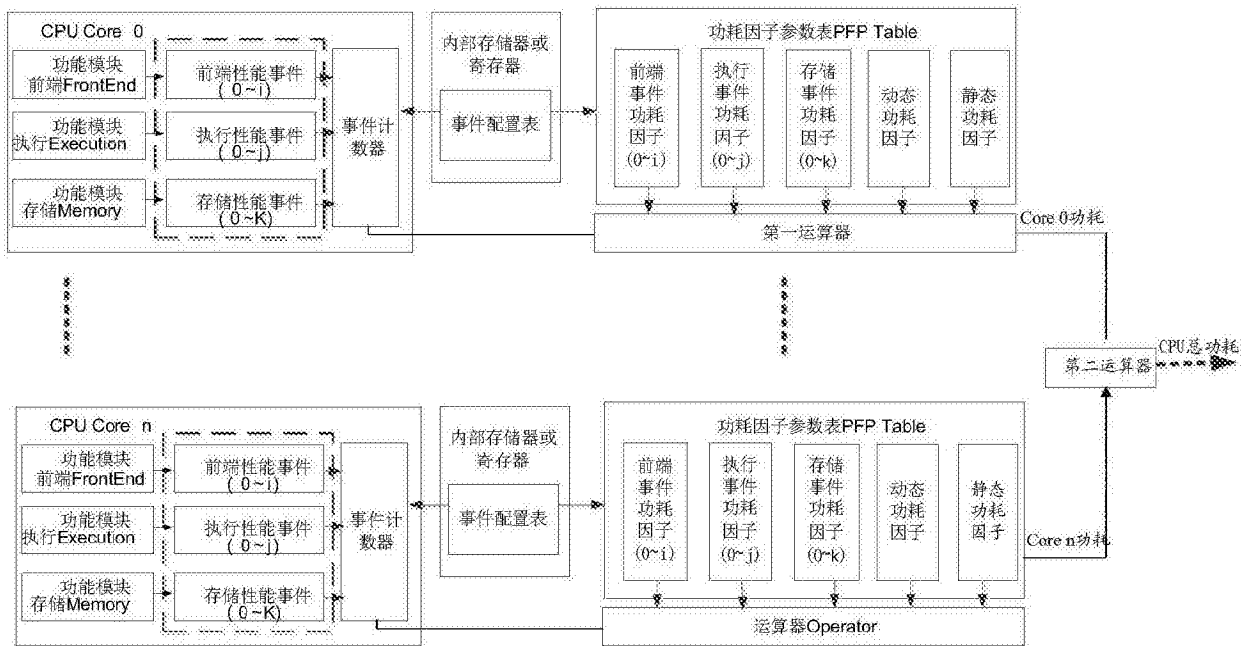 CPU Core 0
功能模块
前端FrontEnd
前端性能事件
(0~i)
功能模块
执行Execution
执行性能事件
(0~j)
功能模块
存储Memory
存储性能事件
(0~K)
事件计
数器
内部存储器或
寄存器
事件配置表
功耗因子参数表PFP Table
前端
事件
功耗
因子
(0~i)
执行
事件
功耗
因子
(0~j)
存储
事件
功耗
因子
(0~k)
动态
功耗
因子
静态
功耗
因子
第一运算器
Core 0功耗
第二运算器
CPU总功耗
CPU Core n
功能模块
前端FrontEnd
前端性能事件
(0~i)
功能模块
执行Execution
执行性能事件
(0~j)
功能模块
存储Memory
存储性能事件
(0~K)
事件计
数器
内部存储器或
寄存器
事件配置表
功耗因子参数表PFP Table
前端
事件
功耗
因子
(0~i)
执行
事件
功耗
因子
(0~j)
存储
事件
功耗
因子
(0~k)
动态
功耗
因子
静态
功耗
因子
Core n功耗
运算器Operator